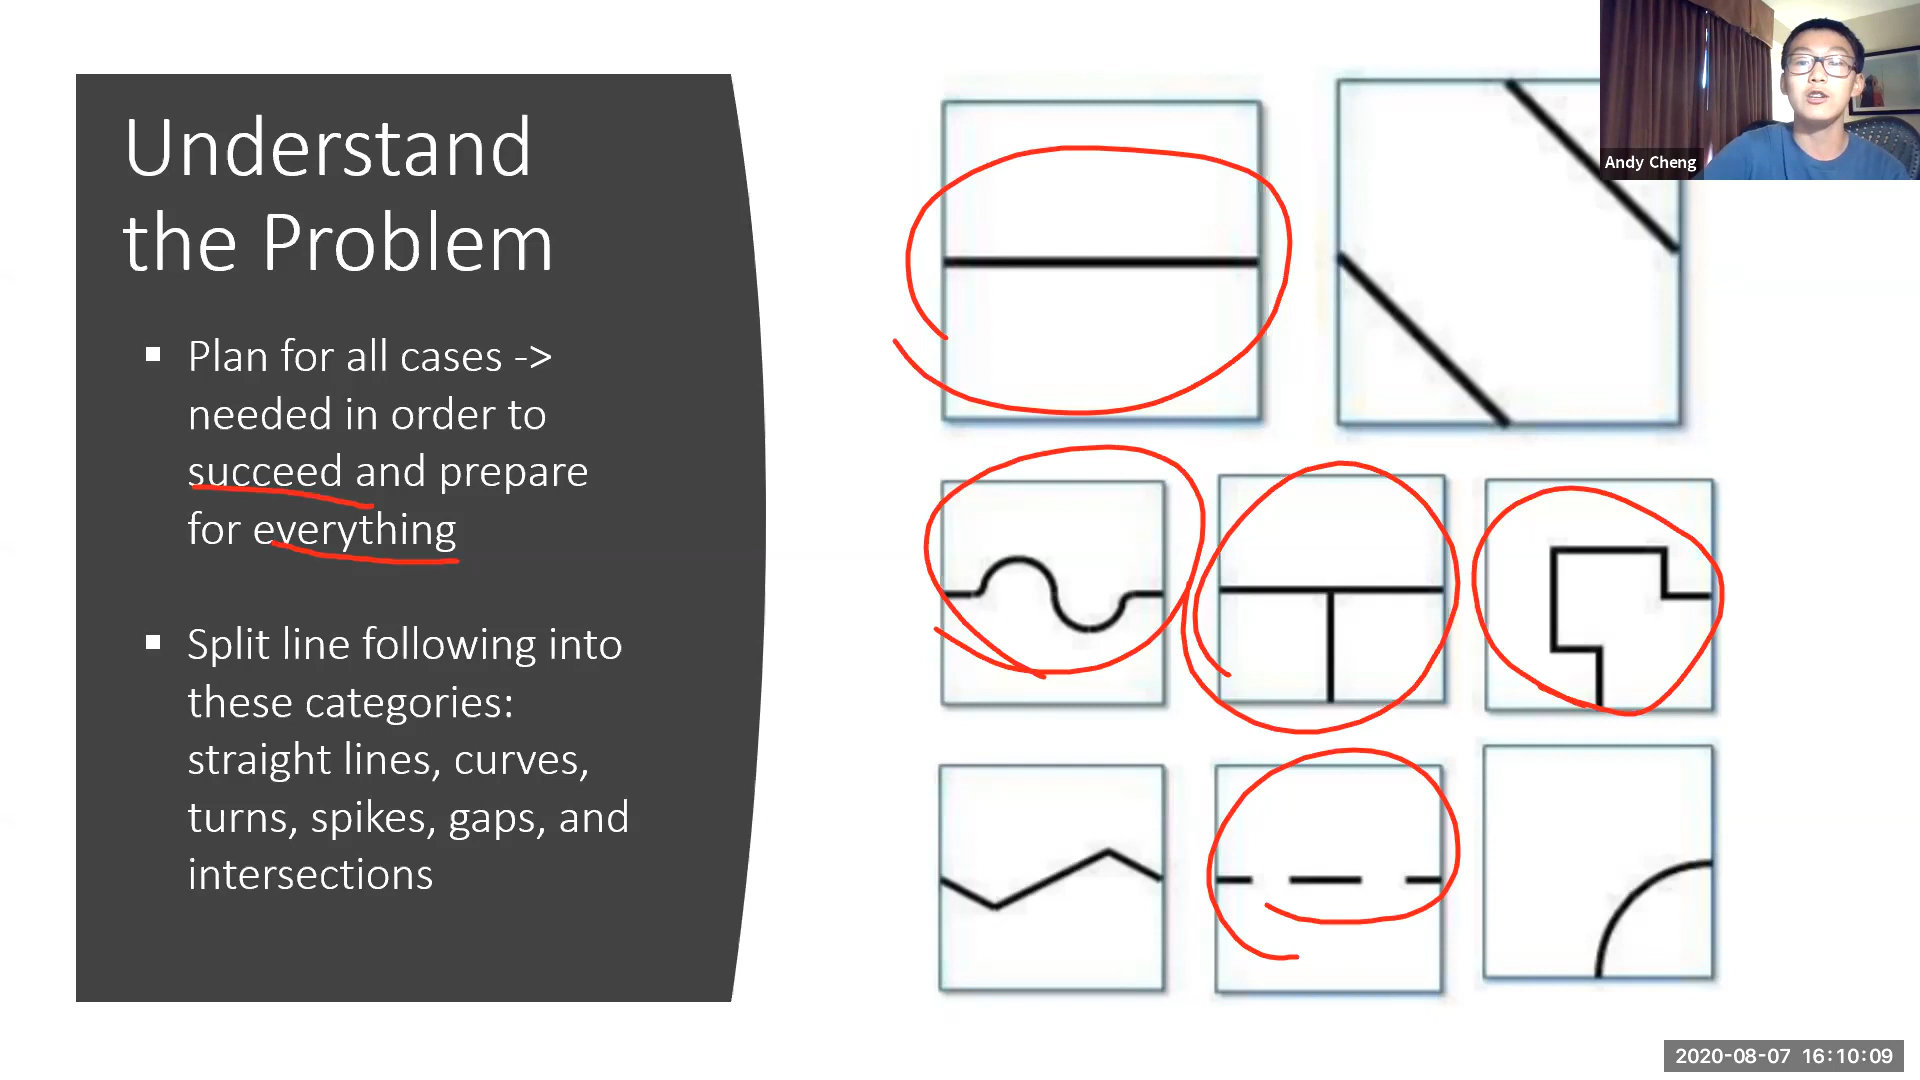 Understand
the Problem
▪ Plan for all cases ->
needed in order to
succeed and prepare
for everything
▪ Split line following into
these categories:
straight lines, curves,
turns, spikes, gaps, and
intersections
Andy Cheng
2020-08-07 16:10:09